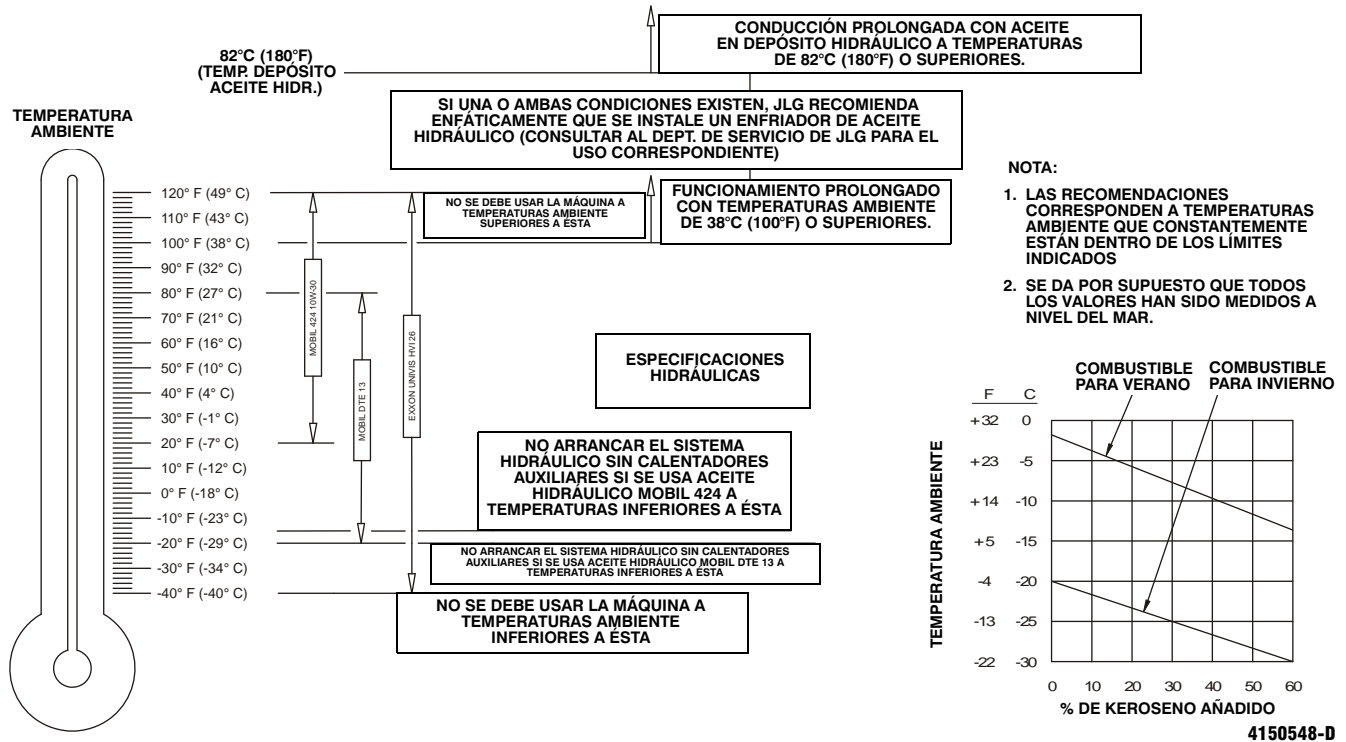 82°C (180°F)
(TEMP. DEPÓSITO
ACEITE HIDR.)
CONDUCCIÓN PROLONGADA CON ACEITE
EN DEPÓSITO HIDRÁULICO A TEMPERATURAS
DE 82°C (180°F) O SUPERIORES.
SI UNA O AMBAS CONDICIONES EXISTEN, JLG RECOMIENDA
ENFÁTICAMENTE QUE SE INSTALE UN ENFRIADOR DE ACEITE
HIDRÁULICO (CONSULTAR AL DEPT. DE SERVICIO DE JLG PARA EL
USO CORRESPONDIENTE)
TEMPERATURA
AMBIENTE
120° F (49° C)
110° F (43° C)
100° F (38° C)
90° F (32° C)
80° F (27° C)
70° F (21° C)
60° F (16° C)
50° F (10° C)
40° F (4° C)
30° F (-1° C)
20° F (-7° C)
10° F (-12° C)
0° F (-18° C)
-10° F (-23° C)
-20° F (-29° C)
-30° F (-34° C)
-40° F (-40° C)
MOBIL 424 10W-30
MOBIL DTE 13
EXXON UNIVIS HVI 26
NO SE DEBE USAR LA MÁQUINA A
TEMPERATURAS AMBIENTE
SUPERIORES A ÉSTA
FUNCIONAMIENTO PROLONGADO
CON TEMPERATURAS AMBIENTE
DE 38°C (100°F) O SUPERIORES.
ESPECIFICACIONES
HIDRÁULICAS
NO ARRANCAR EL SISTEMA
HIDRÁULICO SIN CALENTADORES
AUXILIARES SI SE USA ACEITE
HIDRÁULICO MOBIL 424 A
TEMPERATURAS INFERIORES A ÉSTA
NO ARRANCAR EL SISTEMA HIDRÁULICO SIN CALENTADORES
AUXILIARES SI SE USA ACEITE HIDRÁULICO MOBIL DTE 13 A
TEMPERATURAS INFERIORES A ÉSTA
NO SE DEBE USAR LA MÁQUINA A
TEMPERATURAS AMBIENTE
INFERIORES A ÉSTA
NOTA:
1. LAS RECOMENDACIONES
CORRESPONDEN A TEMPERATURAS
AMBIENTE QUE CONSTANTEMENTE
ESTÁN DENTRO DE LOS LÍMITES
INDICADOS
2. SE DA POR SUPUESTO QUE TODOS
LOS VALORES HAN SIDO MEDIDOS A
NIVEL DEL MAR.
COMBUSTIBLE
PARA VERANO
COMBUSTIBLE
PARA INVIERNO
F C
+32 0
+23 -5
+14 -10
+5 -15
-4 -20
-13 -25
-22 -30
TEMPERATURA AMBIENTE
0 10 20 30 40 50 60
% DE KEROSENO AÑADIDO
4150548-D